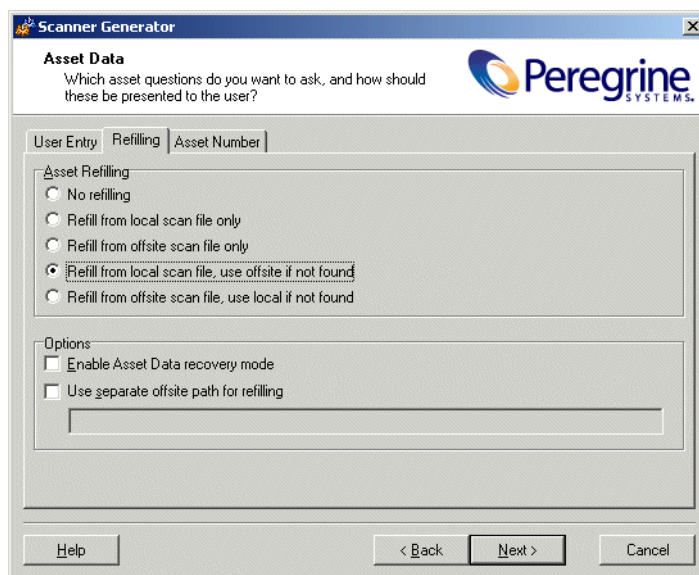 Scanner Generator
Asset Data
Which asset questions do you want to ask, and how should
these be presented to the user?
Peregrine
SYSTEMS.
User Entry Refilling Asset Number
Asset Refilling
No refilling
Refill from local scan file only
Refill from offsite scan file only
Refill from local scan file, use offsite if not found
Refill from offsite scan file, use local if not found
Options
Enable Asset Data recovery mode
Use separate offsite path for refilling
Help < Back Next > Cancel